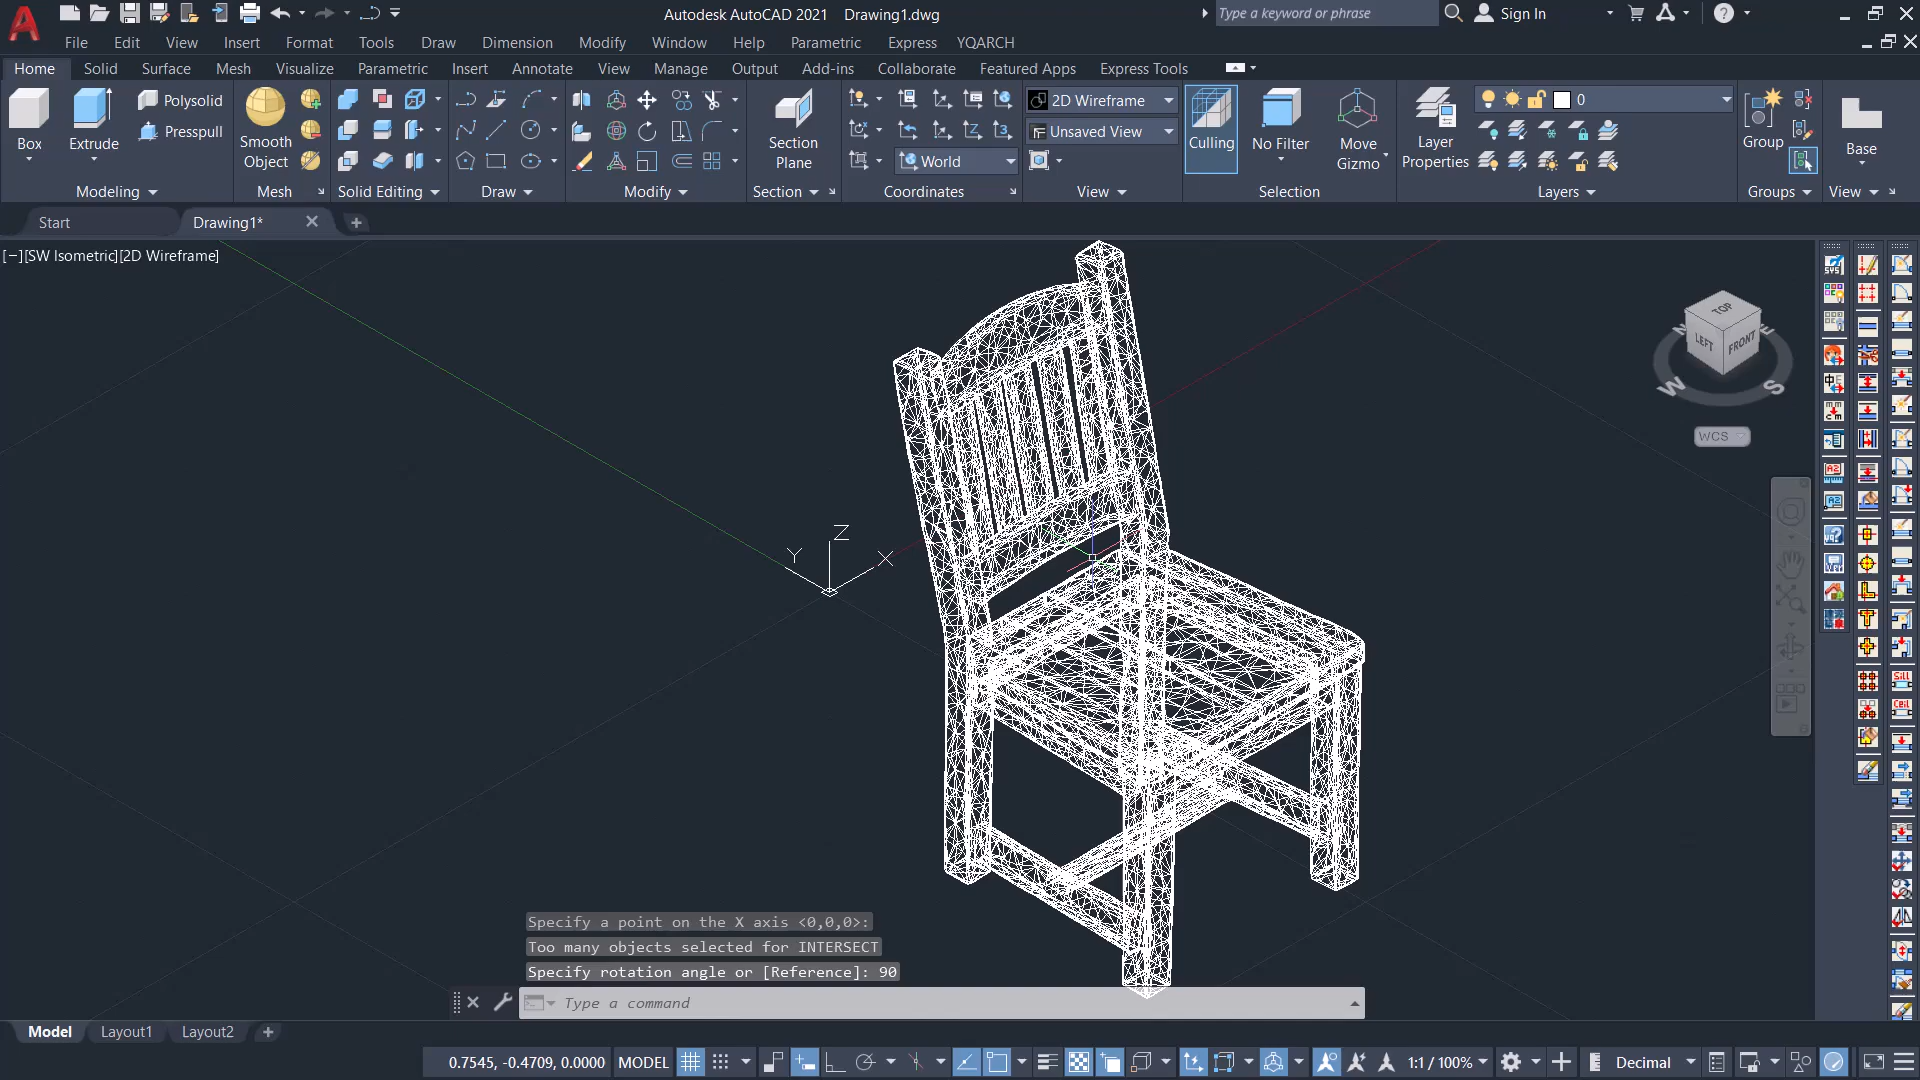 Autodesk AutoCAD 2021 Drawing1.dwg
Type a keyword or phrase
Sign In
File Edit View Insert Format Tools Draw Dimension Modify Window Help Parametric Express YQARCH
Home Solid Surface Mesh Visualize Parametric Insert Annotate View Manage Output Add-ins Collaborate Featured Apps Express Tools
Box
Extrude
Polysolid
Presspull
Smooth
Object
Section
Plane
World
2D Wireframe
Unsaved View
Culling
No Filter
Move
Gizmo
Layer
Properties
0
Group
Base
Modeling Mesh Solid Editing Draw Modify Section Coordinates View Selection Layers Groups View
Start Drawing1*
[−][SW Isometric][2D Wireframe]
TOP
LEFT
FRONT
N
E
W
S
WCS
Z
Y
X
Specify a point on the X axis <0,0,0>:
Too many objects selected for INTERSECT
Specify rotation angle or [Reference]: 90
Type a command
Model Layout1 Layout2
0.7545, -0.4709, 0.0000 MODEL
1:1 / 100%
Decimal